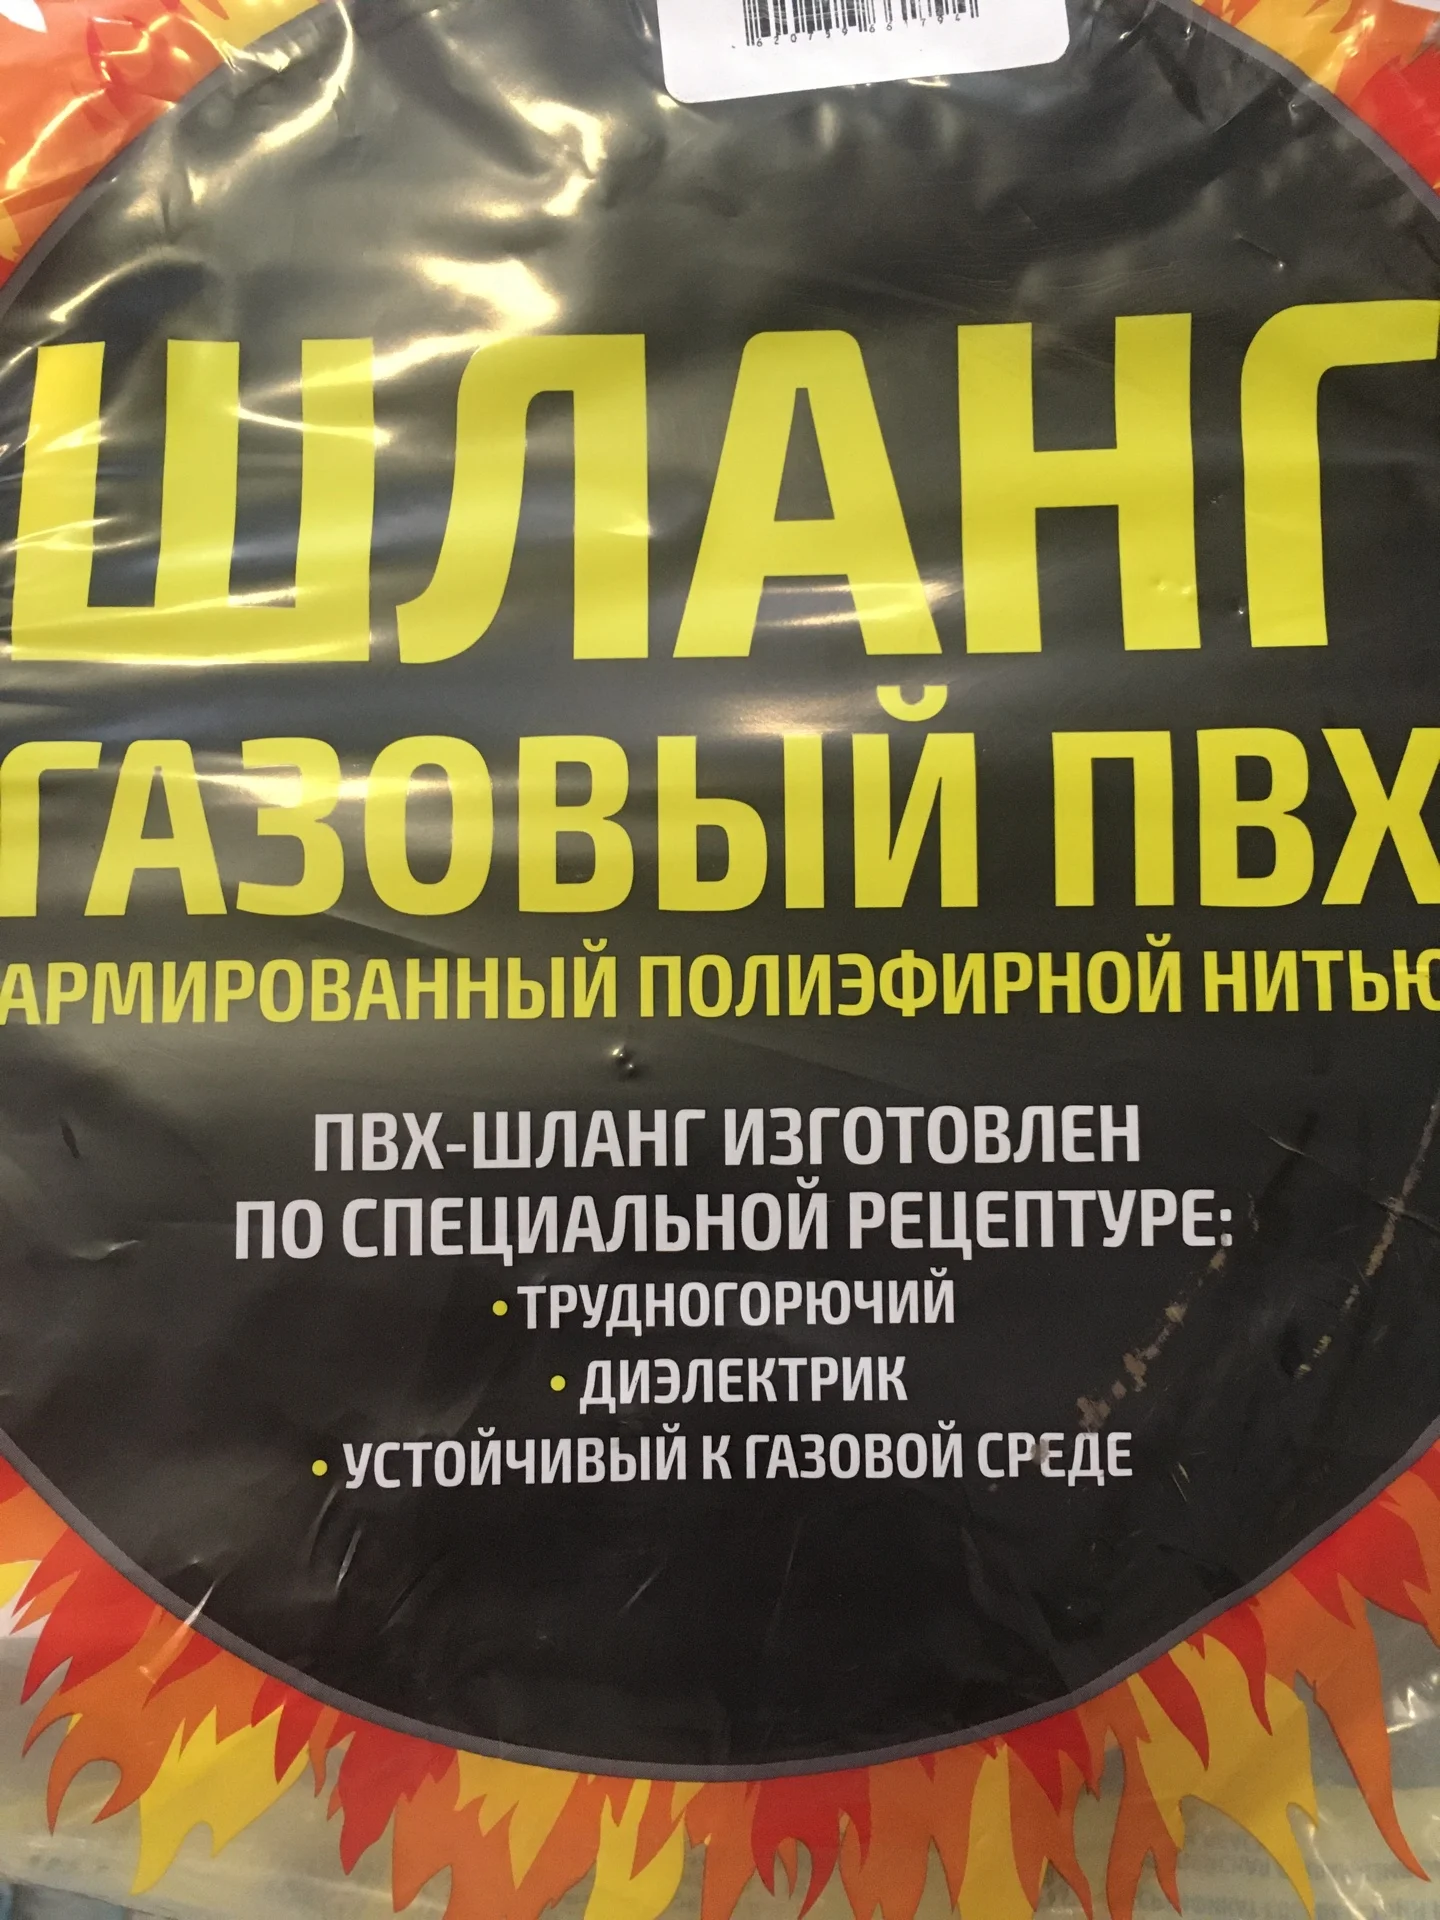 ШЛАНГ
ГАЗОВЫЙ ПВХ
АРМИРОВАННЫЙ ПОЛИЭФИРНОЙ НИТЬЮ
ПВХ-ШЛАНГ ИЗГОТОВЛЕН
ПО СПЕЦИАЛЬНОЙ РЕЦЕПТУРЕ:
• ТРУДНОГОРЮЧИЙ
• ДИЭЛЕКТРИК
• УСТОЙЧИВЫЙ К ГАЗОВОЙ СРЕДЕ